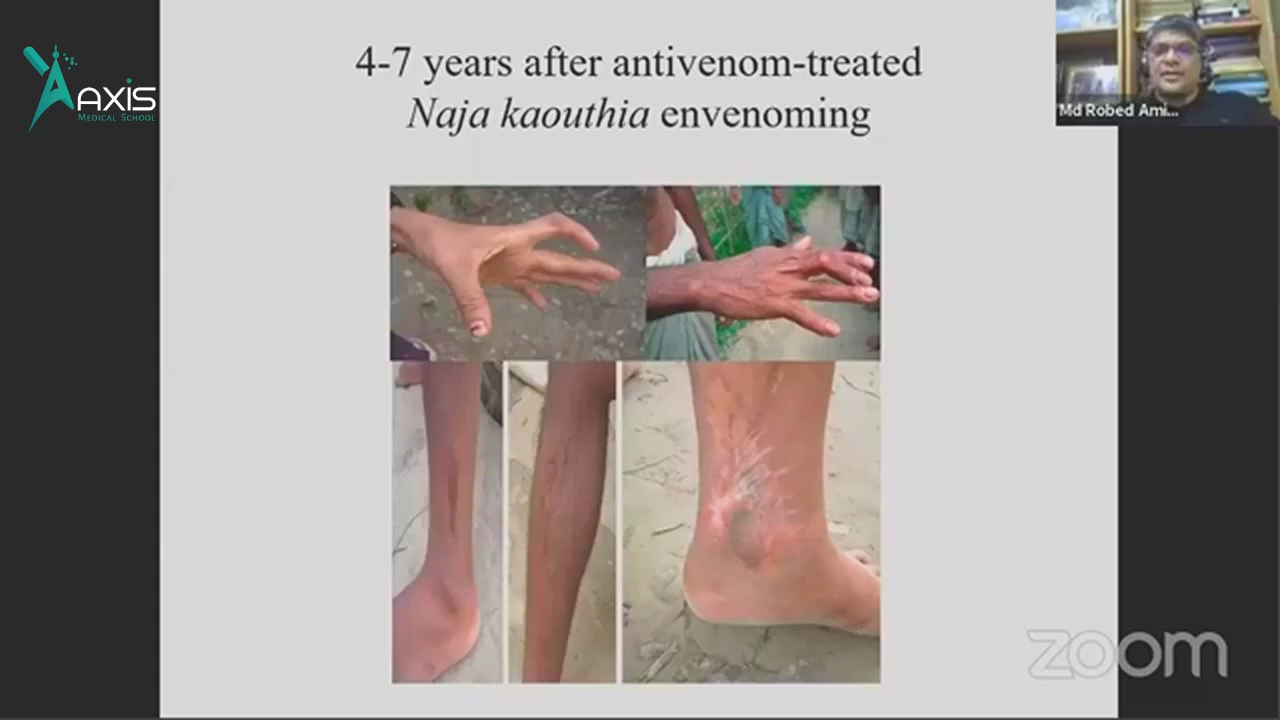 AXIS
MEDICAL SCHOOL
4-7 years after antivenom-treated
Naja kaouthia envenoming
Md Robed Ami...
zoom